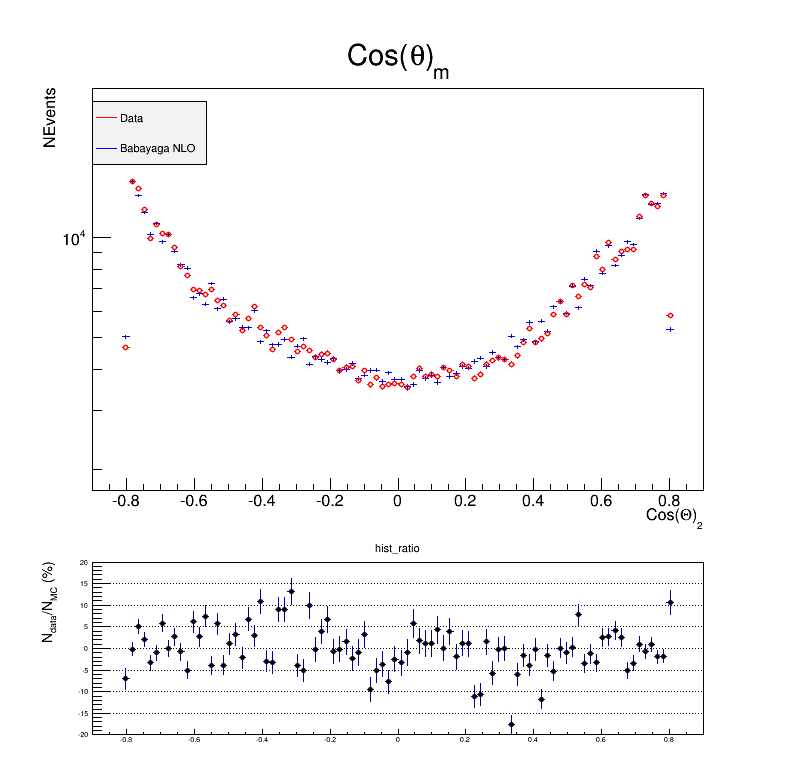 Cos(θ)m
NEvents
Data
Babayaga NLO
10^4
-0.8 -0.6 -0.4 -0.2 0 0.2 0.4 0.6 0.8
Cos(Θ)2
hist_ratio
Ndata/NMC (%)
20
15
10
5
0
-5
-10
-15
-20
-0.8 -0.6 -0.4 -0.2 0 0.2 0.4 0.6 0.8